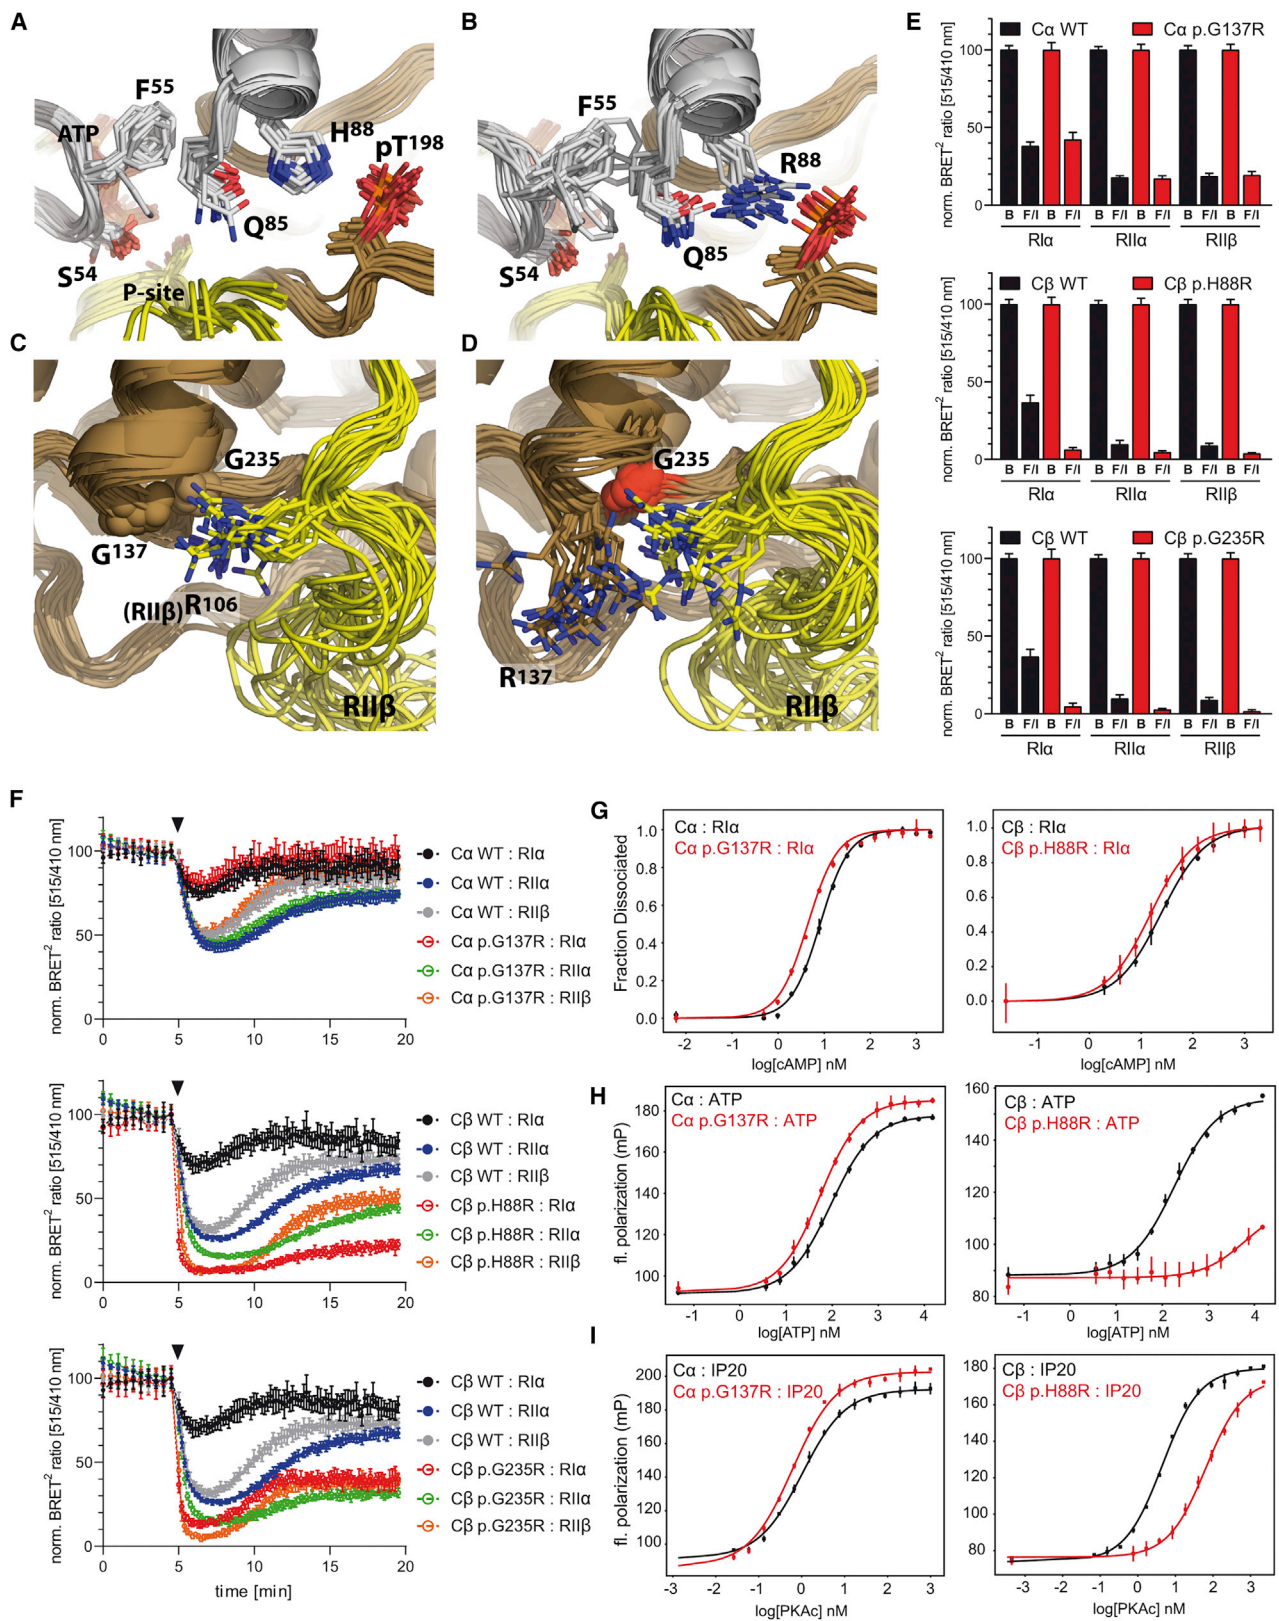 A
F55
ATP
H88
pT198
Q85
S54
P-site
B
F55
R88
Q85
S54
C
G235
G137
(RIIβ)R106
RIIβ
D
G235
R137
RIIβ
E
Cα WT
Cα p.G137R
norm. BRET2 ratio [515/410 nm]
100
50
0
B F/I B F/I B F/I B F/I B F/I B F/I
RIα RIIα RIIβ
Cβ WT
Cβ p.H88R
norm. BRET2 ratio [515/410 nm]
100
50
0
B F/I B F/I B F/I B F/I B F/I B F/I
RIα RIIα RIIβ
Cβ WT
Cβ p.G235R
norm. BRET2 ratio [515/410 nm]
100
50
0
B F/I B F/I B F/I B F/I B F/I B F/I
RIα RIIα RIIβ
F
norm. BRET2 ratio [515/410 nm]
100
50
0
0 5 10 15 20
Cα WT : RIα
Cα WT : RIIα
Cα WT : RIIβ
Cα p.G137R : RIα
Cα p.G137R : RIIα
Cα p.G137R : RIIβ
norm. BRET2 ratio [515/410 nm]
100
50
0
0 5 10 15 20
Cβ WT : RIα
Cβ WT : RIIα
Cβ WT : RIIβ
Cβ p.H88R : RIα
Cβ p.H88R : RIIα
Cβ p.H88R : RIIβ
norm. BRET2 ratio [515/410 nm]
100
50
0
0 5 10 15 20
time [min]
Cβ WT : RIα
Cβ WT : RIIα
Cβ WT : RIIβ
Cβ p.G235R : RIα
Cβ p.G235R : RIIα
Cβ p.G235R : RIIβ
G
Cα : RIα
Cα p.G137R : RIα
Fraction Dissociated
1.0
0.8
0.6
0.4
0.2
0.0
-2 -1 0 1 2 3
log[cAMP] nM
Cβ : RIα
Cβ p.H88R : RIα
1.0
0.8
0.6
0.4
0.2
0.0
-1 0 1 2 3
log[cAMP] nM
H
Cα : ATP
Cα p.G137R : ATP
fl. polarization (mP)
180
160
140
120
100
-1 0 1 2 3 4
log[ATP] nM
Cβ : ATP
Cβ p.H88R : ATP
160
140
120
100
80
-1 0 1 2 3 4
log[ATP] nM
I
Cα : IP20
Cα p.G137R : IP20
fl. polarization (mP)
200
180
160
140
120
100
-3 -2 -1 0 1 2 3
log[PKAc] nM
Cβ : IP20
Cβ p.H88R : IP20
180
160
140
120
100
80
-3 -2 -1 0 1 2 3
log[PKAc] nM